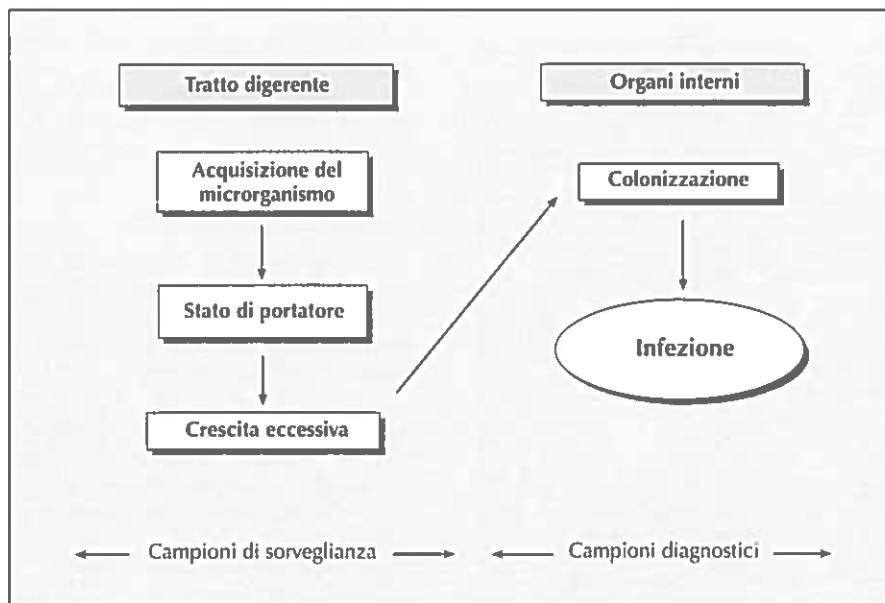 Tratto digerente
Organi interni
Acquisizione del
microrganismo
Colonizzazione
Stato di portatore
Infezione
Crescita eccessiva
Campioni di sorveglianza
Campioni diagnostici